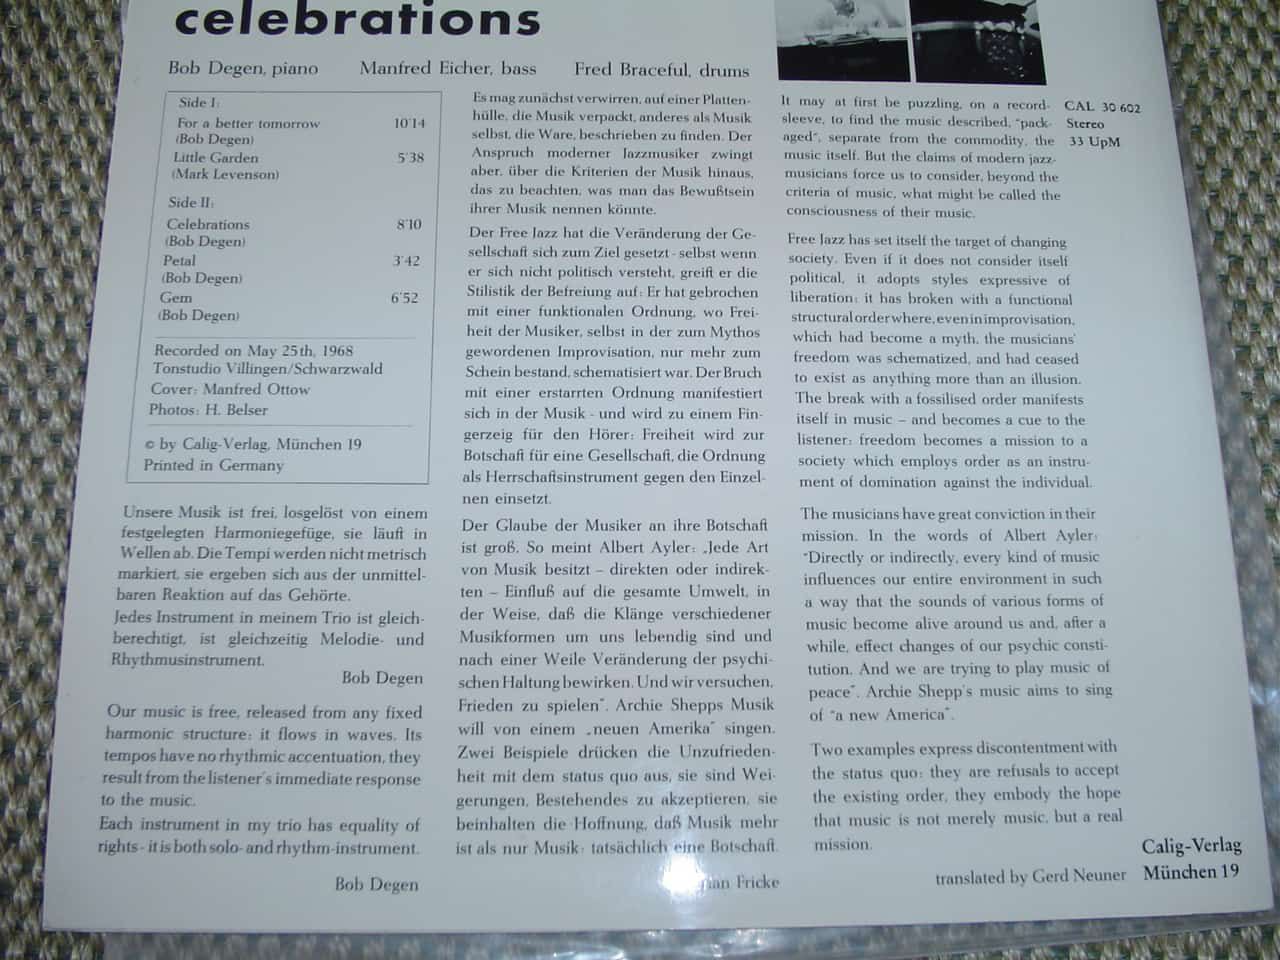 celebrations
Bob Degen, piano Manfred Eicher, bass Fred Braceful, drums
Side I:
For a better tomorrow 10'14
(Bob Degen)
Little Garden 5'38
(Mark Levenson)
Side II:
Celebrations 8'10
(Bob Degen)
Petal 3'42
(Bob Degen)
Gem 6'52
(Bob Degen)
Recorded on May 25th, 1968
Tonstudio Villingen/Schwarzwald
Cover: Manfred Ottow
Photos: H. Belser
© by Calig-Verlag, München 19
Printed in Germany
Unsere Musik ist frei, losgelöst von einem
festgelegten Harmoniegefüge, sie läuft in
Wellen ab. Die Tempi werden nicht metrisch
markiert, sie ergeben sich aus der unmittel-
baren Reaktion auf das Gehörte.
Jedes Instrument in meinem Trio ist gleich-
berechtigt, ist gleichzeitig Melodie- und
Rhythmusinstrument.
Bob Degen
Our music is free, released from any fixed
harmonic structure: it flows in waves. Its
tempos have no rhythmic accentuation, they
result from the listener's immediate response
to the music.
Each instrument in my trio has equality of
rights - it is both solo- and rhythm-instrument.
Bob Degen
Es mag zunächst verwirren, auf einer Platten-
hülle, die Musik verpackt, anderes als Musik
selbst, die Ware, beschrieben zu finden. Der
Anspruch moderner Jazzmusiker zwingt
aber, über die Kriterien der Musik hinaus,
das zu beachten, was man das Bewußtsein
ihrer Musik nennen könnte.
Der Free Jazz hat die Veränderung der Ge-
sellschaft sich zum Ziel gesetzt - selbst wenn
er sich nicht politisch versteht, greift er die
Stilistik der Befreiung auf: Er hat gebrochen
mit einer funktionalen Ordnung, wo Frei-
heit der Musiker, selbst in der zum Mythos
gewordenen Improvisation, nur mehr zum
Schein bestand, schematisiert war. Der Bruch
mit einer erstarrten Ordnung manifestiert
sich in der Musik - und wird zu einem Fin-
gerzeig für den Hörer: Freiheit wird zur
Botschaft für eine Gesellschaft, die Ordnung
als Herrschaftsinstrument gegen den Einzel-
nen einsetzt.
Der Glaube der Musiker an ihre Botschaft
ist groß. So meint Albert Ayler: „Jede Art
von Musik besitzt – direkten oder indirek-
ten – Einfluß auf die gesamte Umwelt, in
der Weise, daß die Klänge verschiedener
Musikformen um uns lebendig sind und
nach einer Weile Veränderung der psychi-
schen Haltung bewirken. Und wir versuchen,
Frieden zu spielen". Archie Shepps Musik
will von einem „neuen Amerika" singen.
Zwei Beispiele drücken die Unzufrieden-
heit mit dem status quo aus, sie sind Wei-
gerungen, Bestehendes zu akzeptieren, sie
beinhalten die Hoffnung, daß Musik mehr
ist als nur Musik: tatsächlich eine Botschaft.
Fricke
It may at first be puzzling, on a record-
sleeve, to find the music described, "pack-
aged", separate from the commodity, the
music itself. But the claims of modern jazz-
musicians force us to consider, beyond the
criteria of music, what might be called the
consciousness of their music.
Free Jazz has set itself the target of changing
society. Even if it does not consider itself
political, it adopts styles expressive of
liberation: it has broken with a functional
structural order where, even in improvisation,
which had become a myth, the musicians'
freedom was schematized, and had ceased
to exist as anything more than an illusion.
The break with a fossilised order manifests
itself in music – and becomes a cue to the
listener: freedom becomes a mission to a
society which employs order as an instru-
ment of domination against the individual.
The musicians have great conviction in their
mission. In the words of Albert Ayler:
"Directly or indirectly, every kind of music
influences our entire environment in such
a way that the sounds of various forms of
music become alive around us and, after a
while, effect changes of our psychic consti-
tution. And we are trying to play music of
peace". Archie Shepp's music aims to sing
of "a new America".
Two examples express discontentment with
the status quo: they are refusals to accept
the existing order, they embody the hope
that music is not merely music, but a real
mission.
translated by Gerd Neuner
CAL 30 602
Stereo
33 UpM
Calig-Verlag
München 19